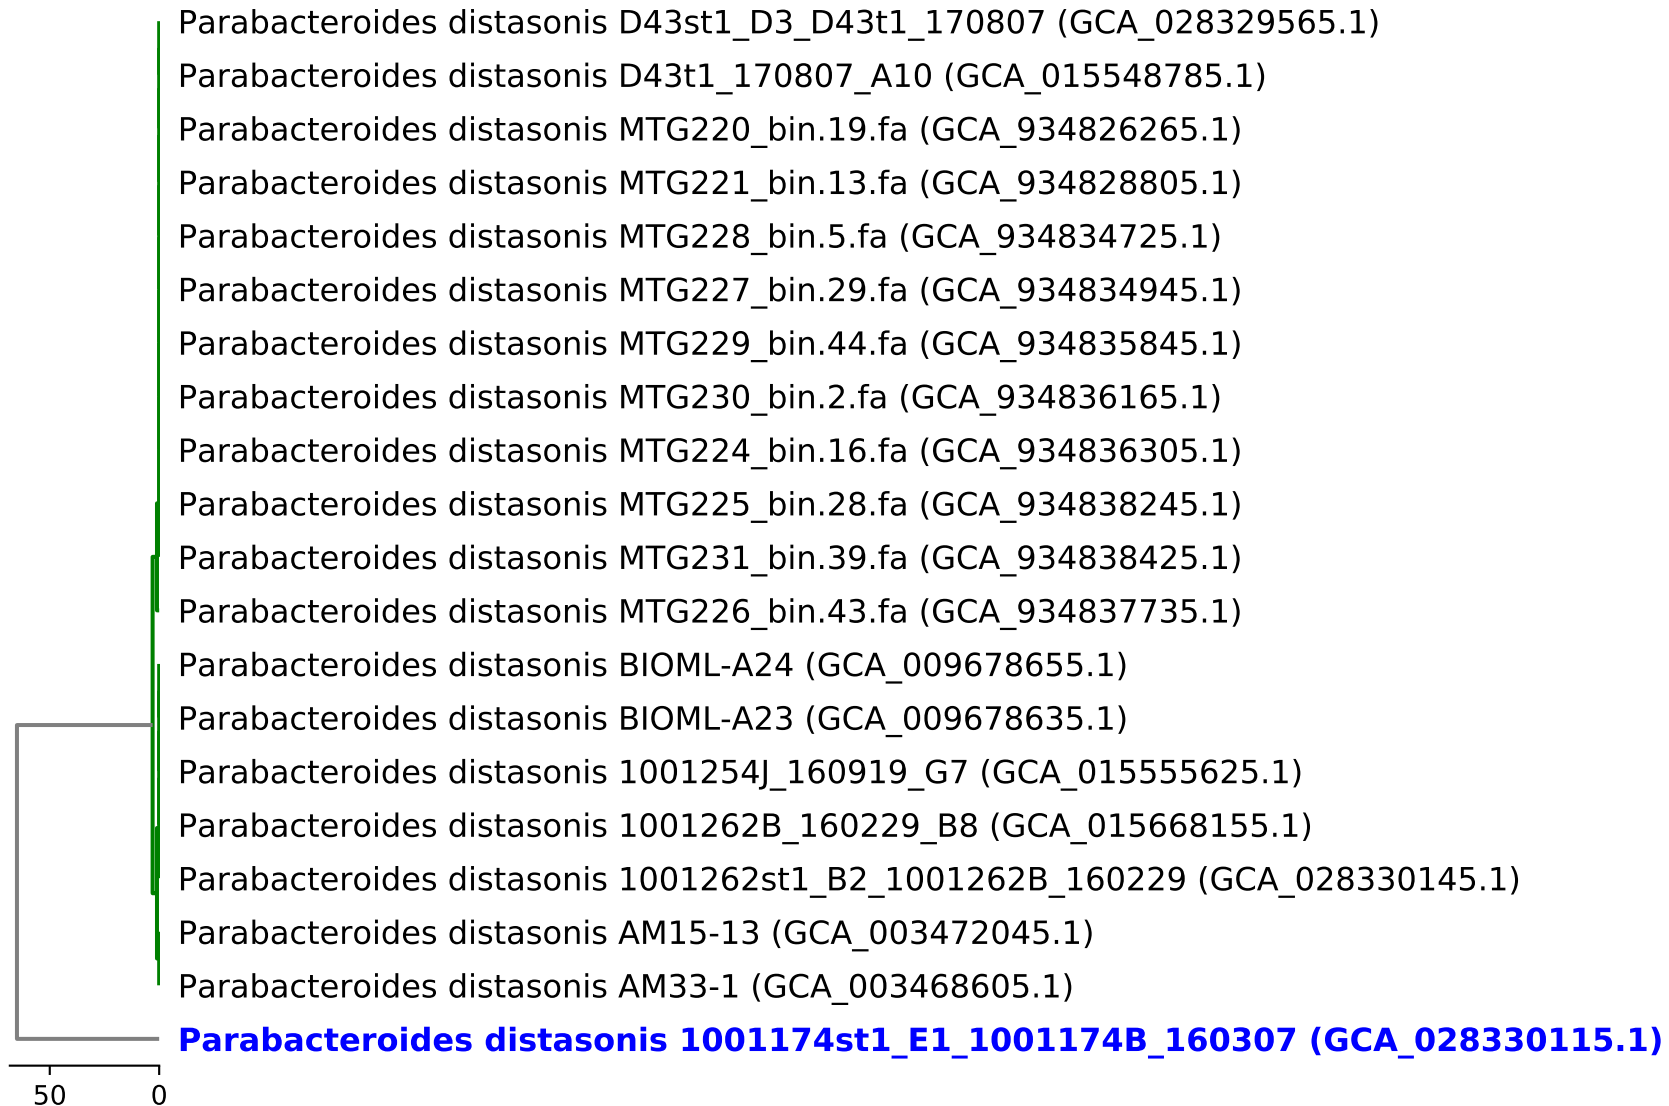 Parabacteroides distasonis D43st1_D3_D43t1_170807 (GCA_028329565.1)
Parabacteroides distasonis D43t1_170807_A10 (GCA_015548785.1)
Parabacteroides distasonis MTG220_bin.19.fa (GCA_934826265.1)
Parabacteroides distasonis MTG221_bin.13.fa (GCA_934828805.1)
Parabacteroides distasonis MTG228_bin.5.fa (GCA_934834725.1)
Parabacteroides distasonis MTG227_bin.29.fa (GCA_934834945.1)
Parabacteroides distasonis MTG229_bin.44.fa (GCA_934835845.1)
Parabacteroides distasonis MTG230_bin.2.fa (GCA_934836165.1)
Parabacteroides distasonis MTG224_bin.16.fa (GCA_934836305.1)
Parabacteroides distasonis MTG225_bin.28.fa (GCA_934838245.1)
Parabacteroides distasonis MTG231_bin.39.fa (GCA_934838425.1)
Parabacteroides distasonis MTG226_bin.43.fa (GCA_934837735.1)
Parabacteroides distasonis BIOML-A24 (GCA_009678655.1)
Parabacteroides distasonis BIOML-A23 (GCA_009678635.1)
Parabacteroides distasonis 1001254J_160919_G7 (GCA_015555625.1)
Parabacteroides distasonis 1001262B_160229_B8 (GCA_015668155.1)
Parabacteroides distasonis 1001262st1_B2_1001262B_160229 (GCA_028330145.1)
Parabacteroides distasonis AM15-13 (GCA_003472045.1)
Parabacteroides distasonis AM33-1 (GCA_003468605.1)
Parabacteroides distasonis 1001174st1_E1_1001174B_160307 (GCA_028330115.1)
50 0